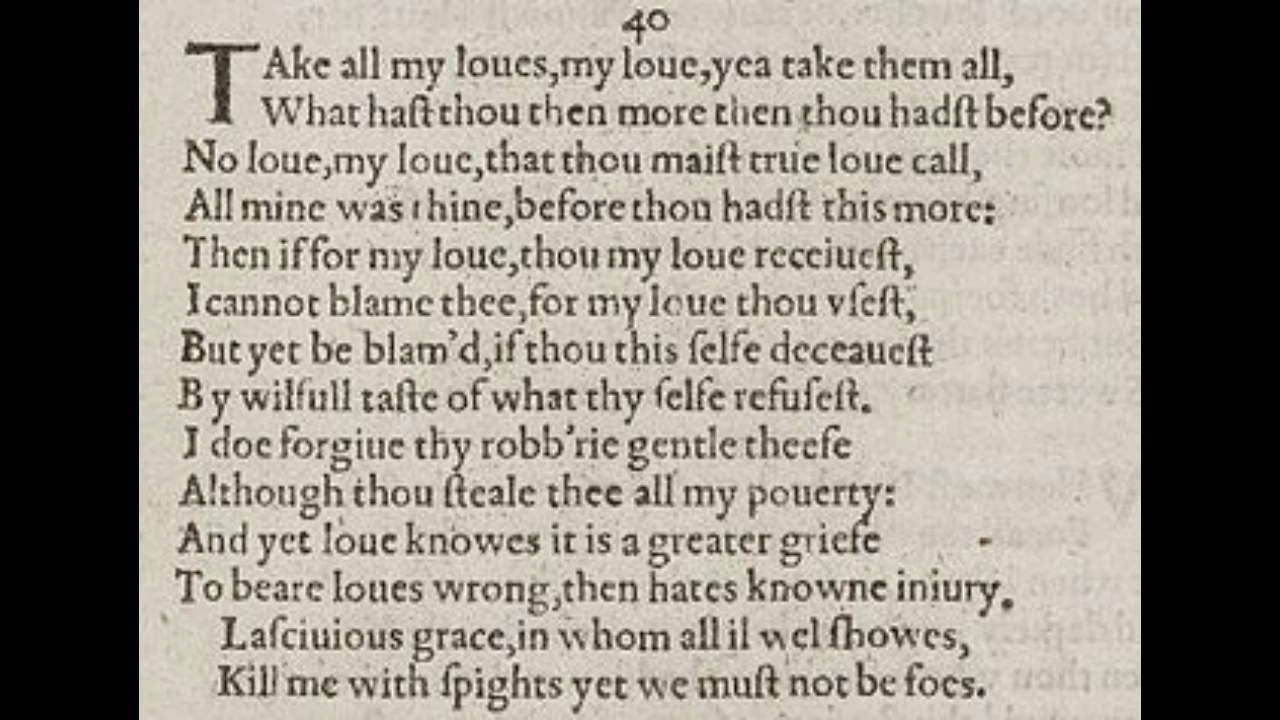 40
TAke all my loues,my loue,yea take them all,
What haſt thou then more then thou hadſt before?
No loue,my loue,that thou maiſt true loue call,
All mine was thine,before thou hadſt this more:
Then if for my loue,thou my loue receiueſt,
I cannot blame thee,for my loue thou vſeſt,
But yet be blam'd,if thou this ſelfe deceaueſt
By wilfull taſte of what thy ſelfe refuſeſt.
I doe forgiue thy robb'rie gentle theefe
Although thou ſteale thee all my pouerty:
And yet loue knowes it is a greater griefe
To beare loues wrong,then hates knowne iniury.
Laſciuious grace,in whom all il wel ſhowes,
Kill me with ſpights yet we muſt not be foes.